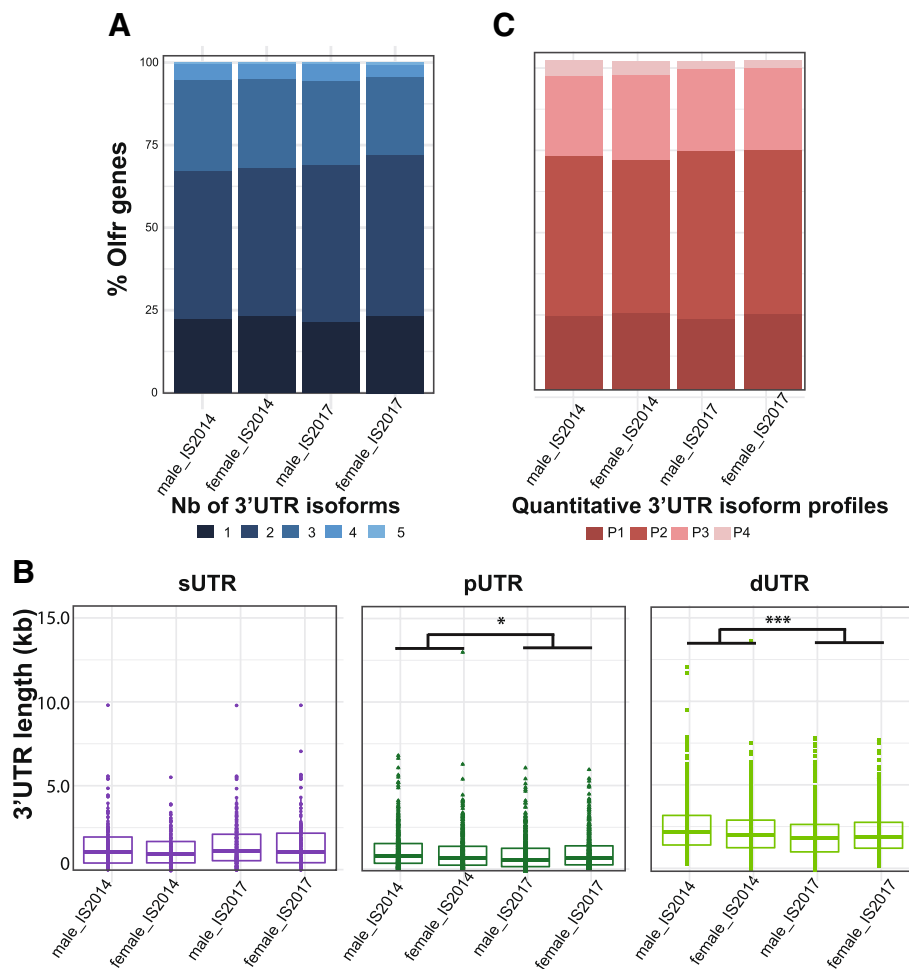 A
C
% Olfr genes
100
75
50
25
0
male_IS2014
female_IS2014
male_IS2017
female_IS2017
male_IS2014
female_IS2014
male_IS2017
female_IS2017
Nb of 3’UTR isoforms
1 2 3 4 5
Quantitative 3’UTR isoform profiles
P1 P2 P3 P4
B
sUTR
pUTR
dUTR
3’UTR length (kb)
15.0
10.0
5.0
0
*
***
male_IS2014
female_IS2014
male_IS2017
female_IS2017
male_IS2014
female_IS2014
male_IS2017
female_IS2017
male_IS2014
female_IS2014
male_IS2017
female_IS2017